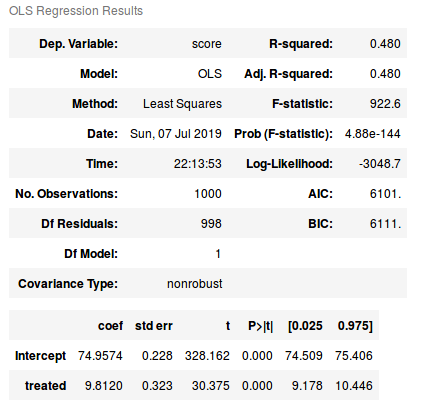 OLS Regression Results
Dep. Variable: score R-squared: 0.480
Model: OLS Adj. R-squared: 0.480
Method: Least Squares F-statistic: 922.6
Date: Sun, 07 Jul 2019 Prob (F-statistic): 4.88e-144
Time: 22:13:53 Log-Likelihood: -3048.7
No. Observations: 1000 AIC: 6101.
Df Residuals: 998 BIC: 6111.
Df Model: 1
Covariance Type: nonrobust
coef std err t P>|t| [0.025 0.975]
Intercept 74.9574 0.228 328.162 0.000 74.509 75.406
treated 9.8120 0.323 30.375 0.000 9.178 10.446